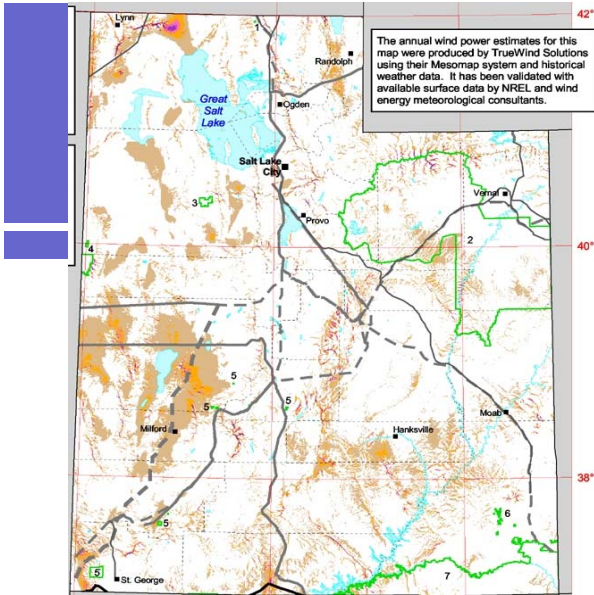 42°
Lynn
1
Randolph
The annual wind power estimates for this
map were produced by TrueWind Solutions
using their Mesomap system and historical
weather data. It has been validated with
available surface data by NREL and wind
energy meteorological consultants.
Great
Salt
Lake
Ogden
Salt Lake
City
Vernal
3
Provo
2
4
40°
5
5
5
Moab
Milford
Hanksville
38°
6
5
5
St. George
7